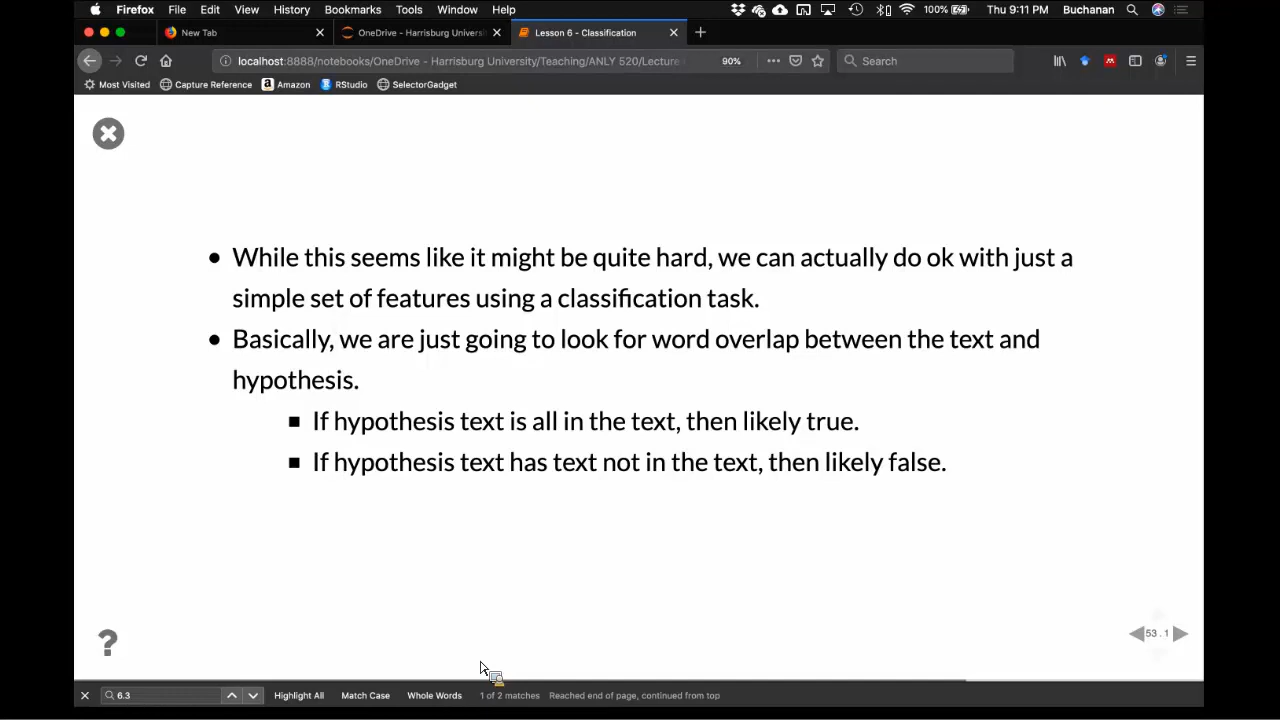 Firefox File Edit View History Bookmarks Tools Window Help 100% Thu 9:11 PM Buchanan
New Tab OneDrive - Harrisburg Universi Lesson 6 - Classification
localhost:8888/notebooks/OneDrive - Harrisburg University/Teaching/ANLY 520/Lecture 90% Search
Most Visited Capture Reference Amazon RStudio SelectorGadget
• While this seems like it might be quite hard, we can actually do ok with just a
simple set of features using a classification task.
• Basically, we are just going to look for word overlap between the text and
hypothesis.
▪ If hypothesis text is all in the text, then likely true.
▪ If hypothesis text has text not in the text, then likely false.
?
53 . 1
6.3 Highlight All Match Case Whole Words 1 of 2 matches Reached end of page, continued from top